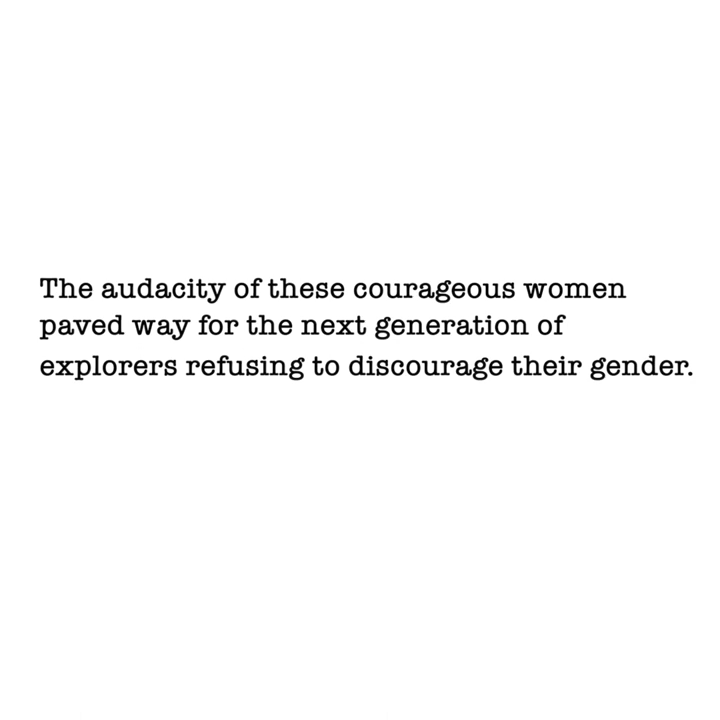 The audacity of these courageous women
paved way for the next generation of
explorers refusing to discourage their gender.